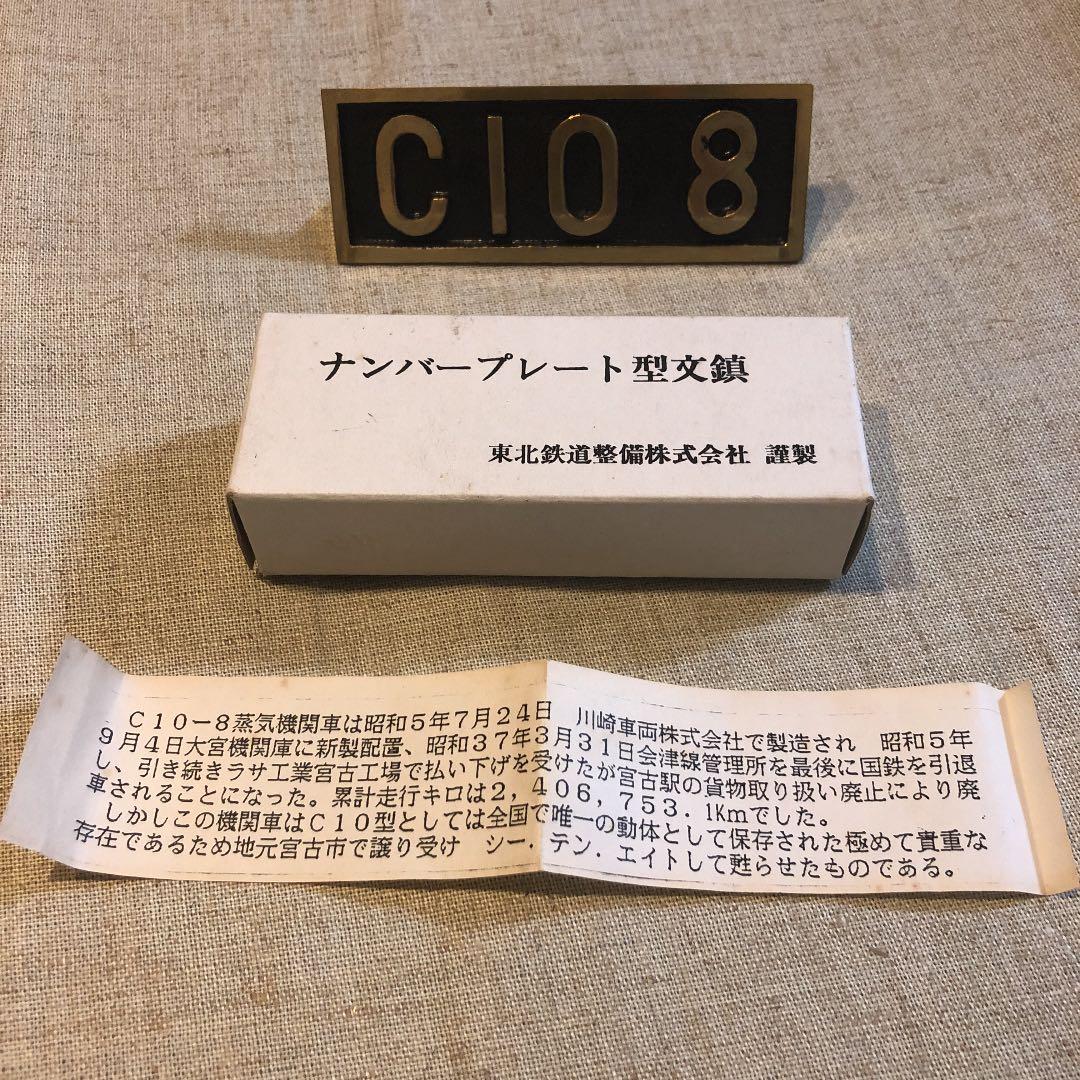 C10 8
ナンバープレート型文鎮
東北鉄道整備株式会社 謹製
C10－8蒸気機関車は昭和5年7月24日 川崎車両株式会社で製造され 昭和5年
9月4日大宮機関庫に新製配置、昭和37年3月31日会津線管理所を最後に国鉄を引退
し、引き続きラサ工業宮古工場で払い下げを受けたが宮古駅の貨物取り扱い廃止により廃
車されることになった。累計走行キロは2，406，753．1Kmでした。
しかしこの機関車はC10型としては全国で唯一の動体として保存された極めて貴重な
存在であるため地元宮古市で譲り受け シー．テン．エイトして甦らせたものである。